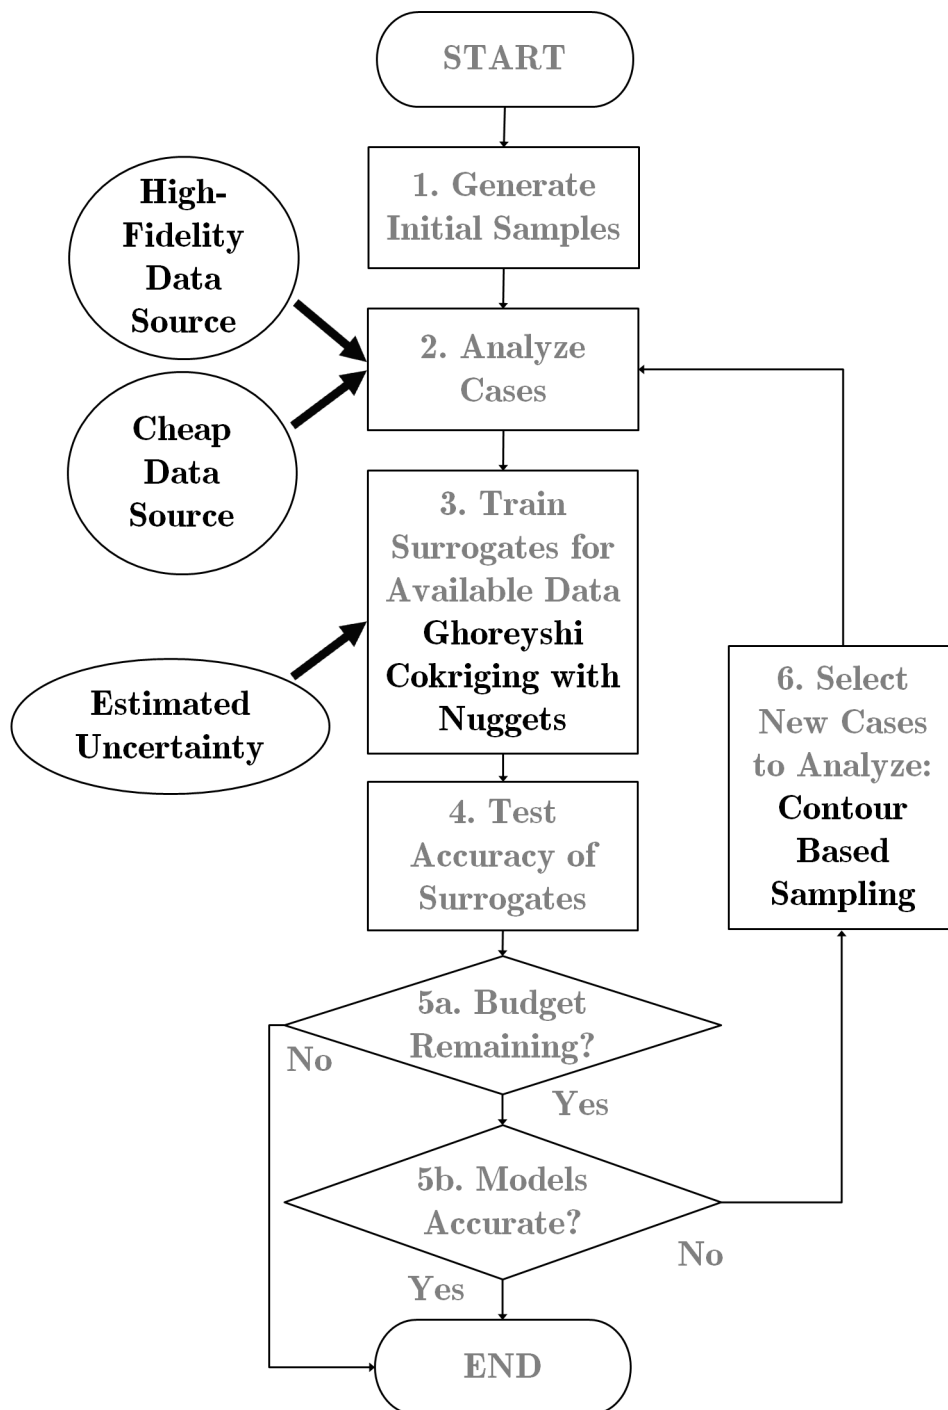 START
1. Generate
Initial Samples
High-
Fidelity
Data
Source
2. Analyze
Cases
Cheap
Data
Source
3. Train
Surrogates for
Available Data
Ghoreyshi
Cokriging with
Nuggets
Estimated
Uncertainty
4. Test
Accuracy of
Surrogates
6. Select
New Cases
to Analyze:
Contour
Based
Sampling
5a. Budget
Remaining?
No
Yes
5b. Models
Accurate?
No
Yes
END